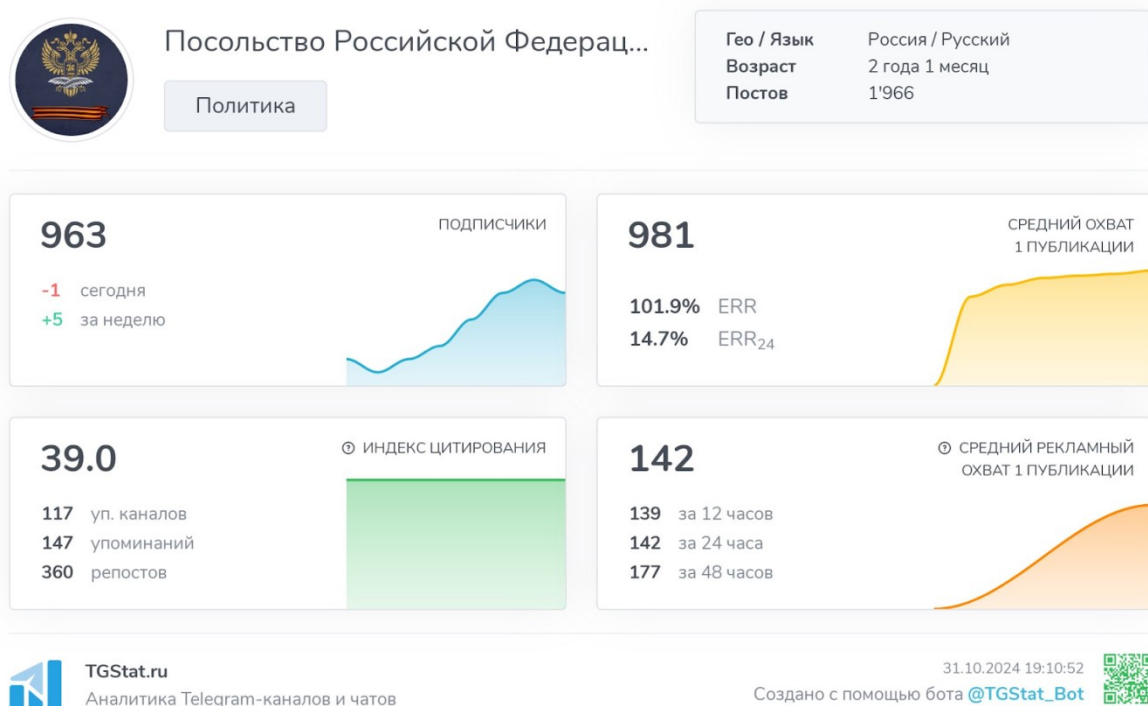 Посольство Российской Федерац...
Политика
Гео / Язык Россия / Русский
Возраст 2 года 1 месяц
Постов 1'966
963 ПОДПИСЧИКИ
-1 сегодня
+5 за неделю
981 СРЕДНИЙ ОХВАТ
1 ПУБЛИКАЦИИ
101.9% ERR
14.7% ERR24
39.0 ИНДЕКС ЦИТИРОВАНИЯ
117 уп. каналов
147 упоминаний
360 репостов
142 СРЕДНИЙ РЕКЛАМНЫЙ
ОХВАТ 1 ПУБЛИКАЦИИ
139 за 12 часов
142 за 24 часа
177 за 48 часов
TGStat.ru
Аналитика Telegram-каналов и чатов
31.10.2024 19:10:52
Создано с помощью бота @TGStat_Bot